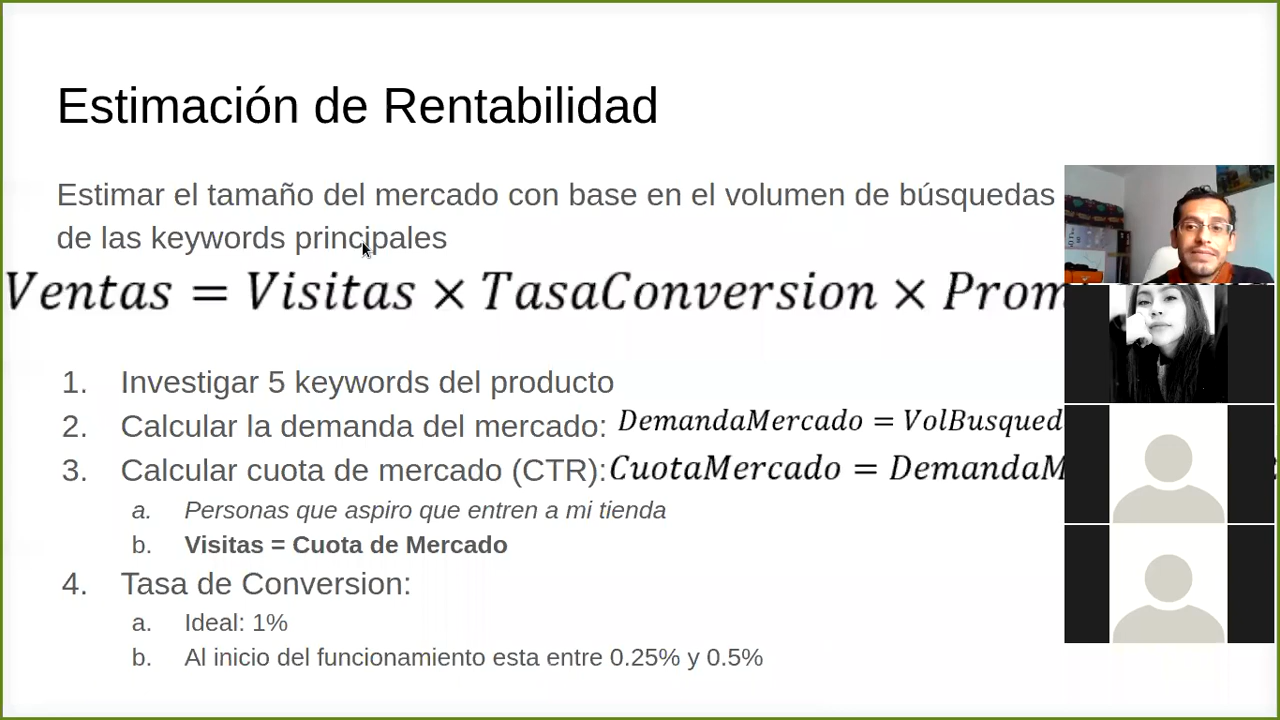 Estimación de Rentabilidad
Estimar el tamaño del mercado con base en el volumen de búsquedas
de las keywords principales
Ventas = Visitas × TasaConversion × Prom
1. Investigar 5 keywords del producto
2. Calcular la demanda del mercado: DemandaMercado = VolBusqued
3. Calcular cuota de mercado (CTR): CuotaMercado = DemandaM
a. Personas que aspiro que entren a mi tienda
b. Visitas = Cuota de Mercado
4. Tasa de Conversion:
a. Ideal: 1%
b. Al inicio del funcionamiento esta entre 0.25% y 0.5%